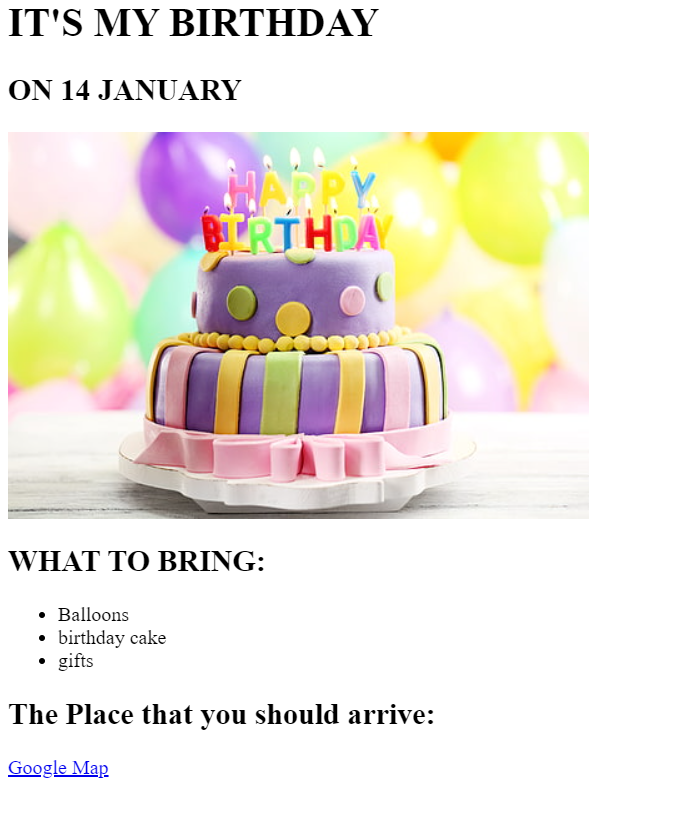 IT'S MY BIRTHDAY
ON 14 JANUARY
HAPPY
BIRTHDAY
WHAT TO BRING:
Balloons
birthday cake
gifts
The Place that you should arrive:
Google Map